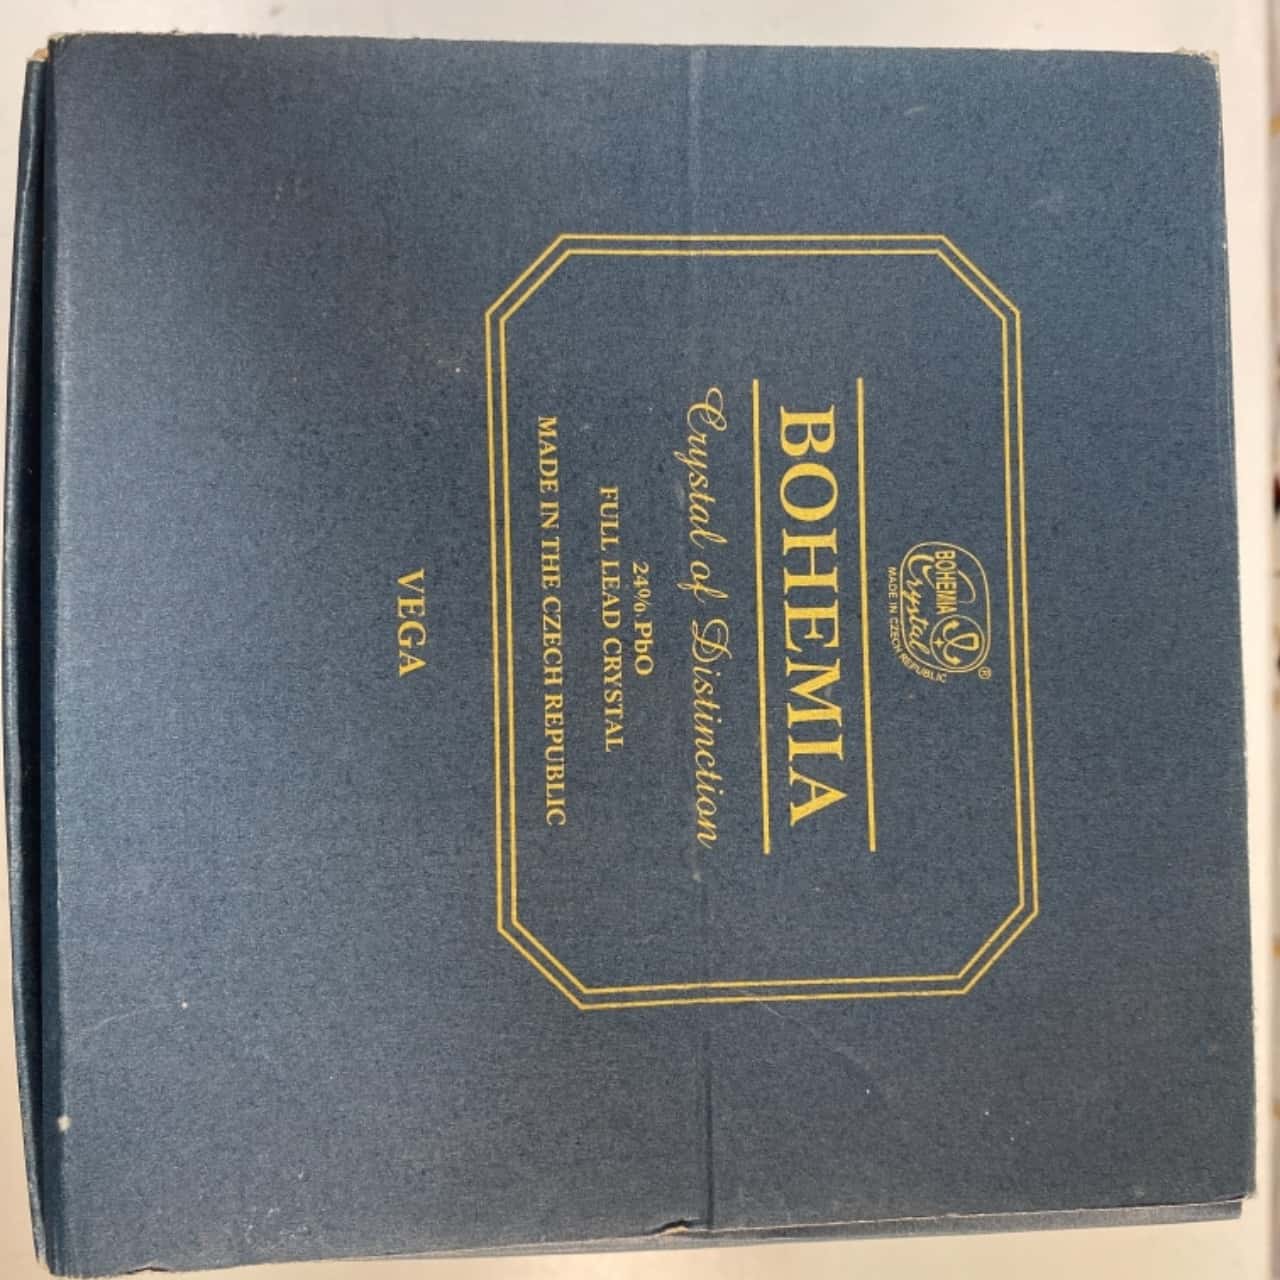 BOHEMIA
Crystal
MADE IN CZECH REPUBLIC
®
BOHEMIA
Crystal of Distinction
24% PbO
FULL LEAD CRYSTAL
MADE IN THE CZECH REPUBLIC
VEGA